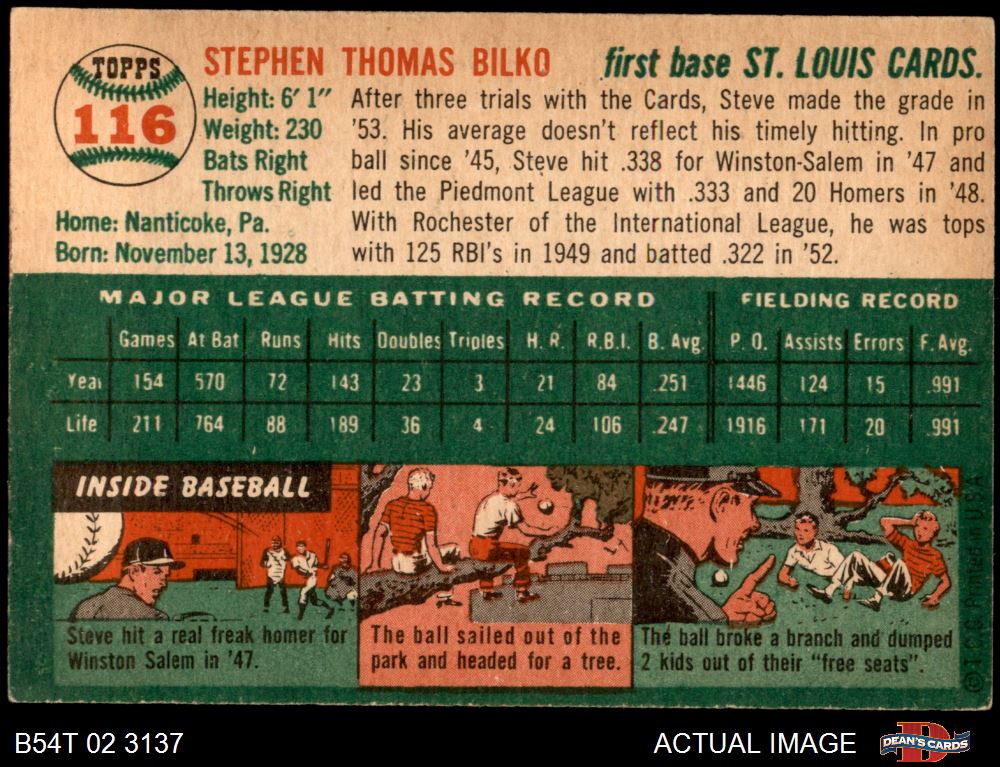 TOPPS
116
STEPHEN THOMAS BILKO first base ST. LOUIS CARDS.
Height: 6' 1"
Weight: 230
Bats Right
Throws Right
Home: Nanticoke, Pa.
Born: November 13, 1928
After three trials with the Cards, Steve made the grade in
'53. His average doesn't reflect his timely hitting. In pro
ball since '45, Steve hit .338 for Winston-Salem in '47 and
led the Piedmont League with .333 and 20 Homers in '48.
With Rochester of the International League, he was tops
with 125 RBI's in 1949 and batted .322 in '52.
MAJOR LEAGUE BATTING RECORD FIELDING RECORD
Games At Bat Runs Hits Doubles Triples H. R. R.B.I. B. Avg. P. O. Assists Errors F. Avg.
Year 154 570 72 143 23 3 21 84 .251 1446 124 15 .991
Life 211 764 88 189 36 4 24 106 .247 1916 171 20 .991
INSIDE BASEBALL
Steve hit a real freak homer for
Winston Salem in '47.
The ball sailed out of the
park and headed for a tree.
The ball broke a branch and dumped
2 kids out of their "free seats".
© T.C.G. Printed in U.S.A.
B54T 02 3137
ACTUAL IMAGE
DEAN'S CARDS